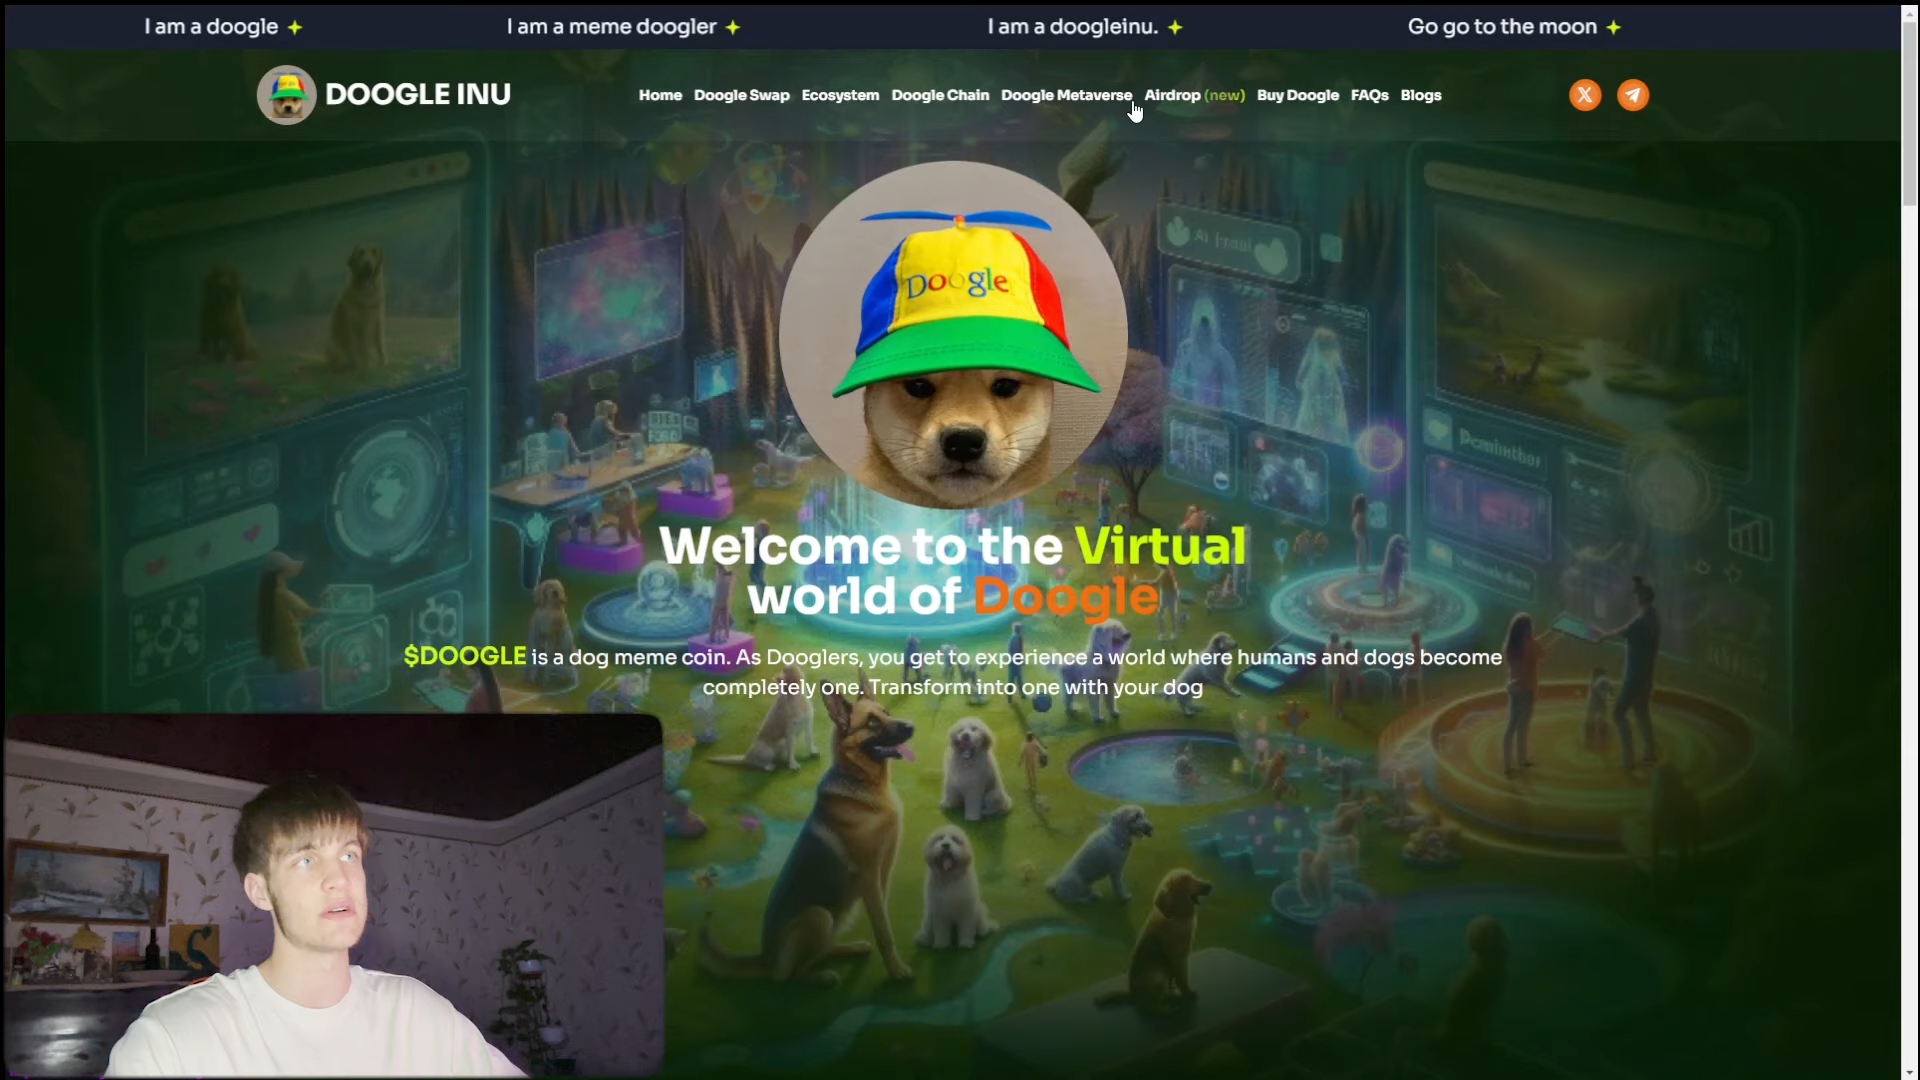 I am a doogle
I am a meme doogler
I am a doogleinu.
Go go to the moon
DOOGLE INU
Home Doogle Swap Ecosystem Doogle Chain Doogle Metaverse Airdrop (new) Buy Doogle FAQs Blogs
Doogle
Welcome to the Virtual
world of Doogle
$DOOGLE is a dog meme coin. As Dooglers, you get to experience a world where humans and dogs become
completely one. Transform into one with your dog